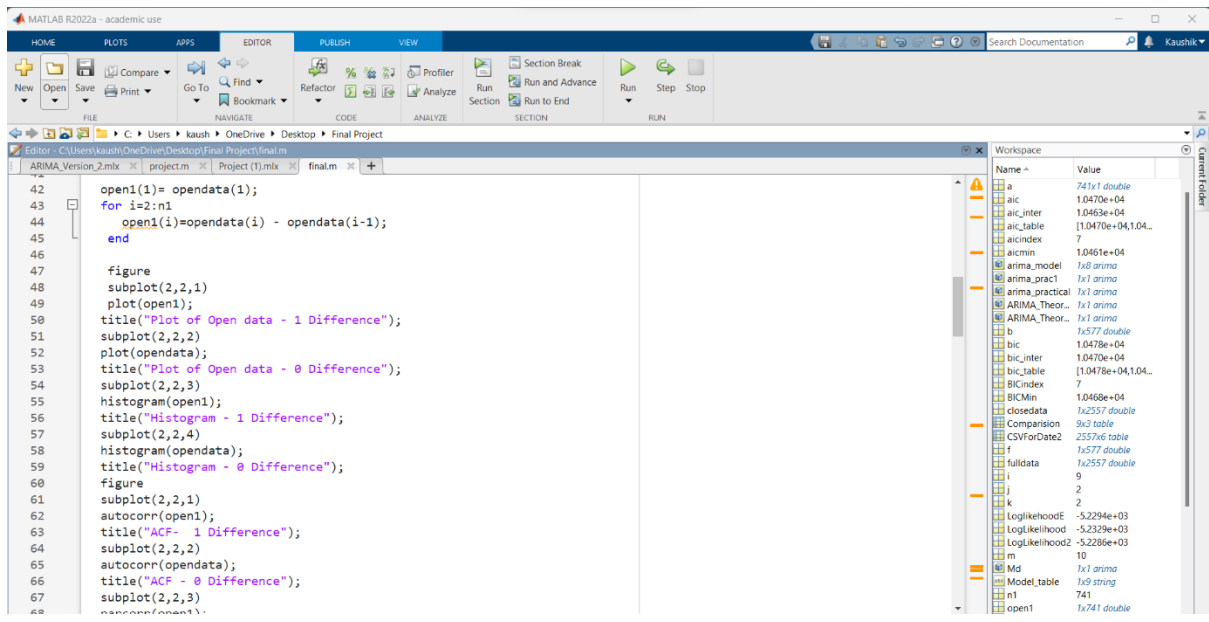 MATLAB R2022a - academic use
HOME PLOTS APPS EDITOR PUBLISH VIEW Search Documentation Kaushik
New Open Save Compare Print Go To Find Bookmark Refactor Profiler Analyze Run Section Section Break Run and Advance Run to End Run Step Stop
FILE NAVIGATE CODE ANALYZE SECTION RUN
C: Users kaush OneDrive Desktop Final Project
Editor - C:\Users\kaush\OneDrive\Desktop\Final Project\final.m
ARIMA_Version_2.mlx project.m Project (1).mlx final.m +
42 open1(1)= opendata(1);
43 for i=2:n1
44 open1(i)=opendata(i) - opendata(i-1);
45 end
46
47 figure
48 subplot(2,2,1)
49 plot(open1);
50 title("Plot of Open data - 1 Difference");
51 subplot(2,2,2)
52 plot(opendata);
53 title("Plot of Open data - 0 Difference");
54 subplot(2,2,3)
55 histogram(open1);
56 title("Histogram - 1 Difference");
57 subplot(2,2,4)
58 histogram(opendata);
59 title("Histogram - 0 Difference");
60 figure
61 subplot(2,2,1)
62 autocorr(open1);
63 title("ACF-  1 Difference");
64 subplot(2,2,2)
65 autocorr(opendata);
66 title("ACF - 0 Difference");
67 subplot(2,2,3)
68 parcorr(open1);
Workspace
Name Value
a 741x1 double
aic 1.0470e+04
aic_inter 1.0463e+04
aic_table [1.0470e+04,1.04...
aicindex 7
aicmin 1.0461e+04
arima_model 1x8 arima
arima_prac1 1x1 arima
arima_practical 1x1 arima
ARIMA_Theor... 1x1 arima
ARIMA_Theor... 1x1 arima
b 1x577 double
bic 1.0478e+04
bic_inter 1.0470e+04
bic_table [1.0478e+04,1.04...
BICindex 7
BICMin 1.0468e+04
closedata 1x2557 double
Comparision 9x3 table
CSVForDate2 2557x6 table
f 1x577 double
fulldata 1x2557 double
i 9
j 2
k 2
LoglikehoodE -5.2294e+03
LogLikelihood -5.2329e+03
LogLikelihood2 -5.2286e+03
m 10
Md 1x1 arima
Model_table 1x9 string
n1 741
open1 1x741 double
Current Folder